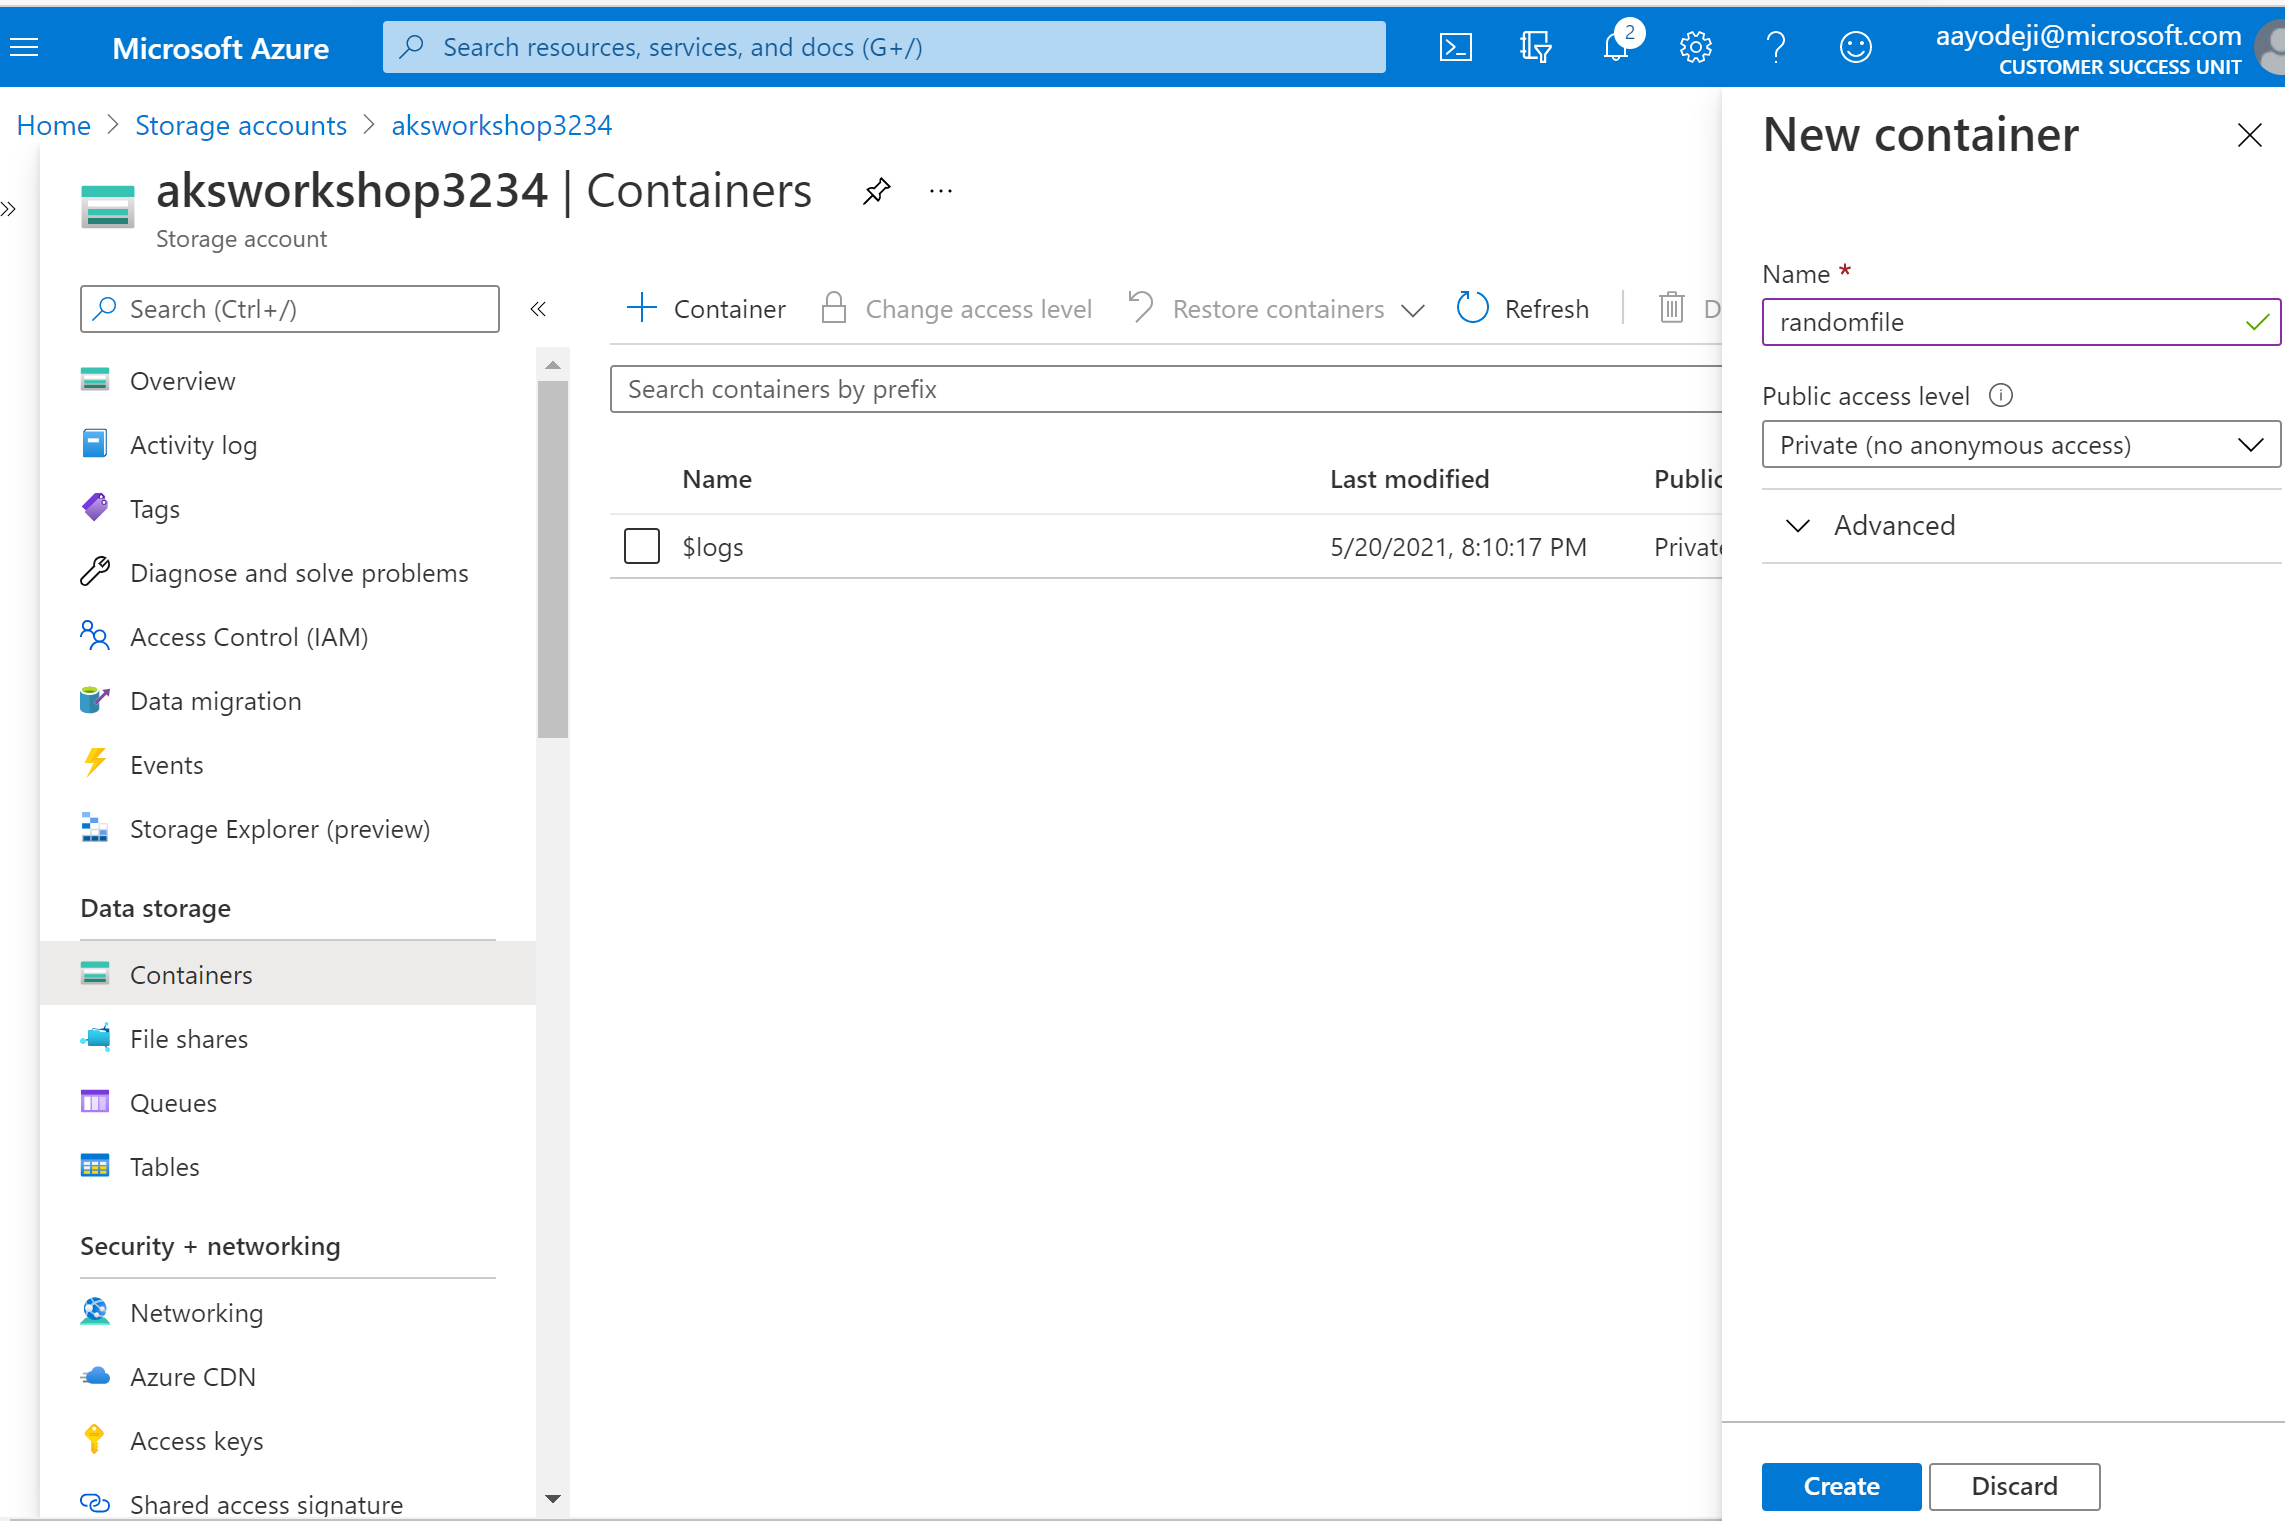 Microsoft Azure
Search resources, services, and docs (G+/)
2
aayodeji@microsoft.com
CUSTOMER SUCCESS UNIT
Home > Storage accounts > aksworkshop3234
aksworkshop3234 | Containers
Storage account
Search (Ctrl+/)
Overview
Activity log
Tags
Diagnose and solve problems
Access Control (IAM)
Data migration
Events
Storage Explorer (preview)
Data storage
Containers
File shares
Queues
Tables
Security + networking
Networking
Azure CDN
Access keys
Shared access signature
Container Change access level Restore containers Refresh D
Search containers by prefix
Name Last modified Public
$logs 5/20/2021, 8:10:17 PM Private
New container
Name *
randomfile
Public access level
Private (no anonymous access)
Advanced
Create Discard